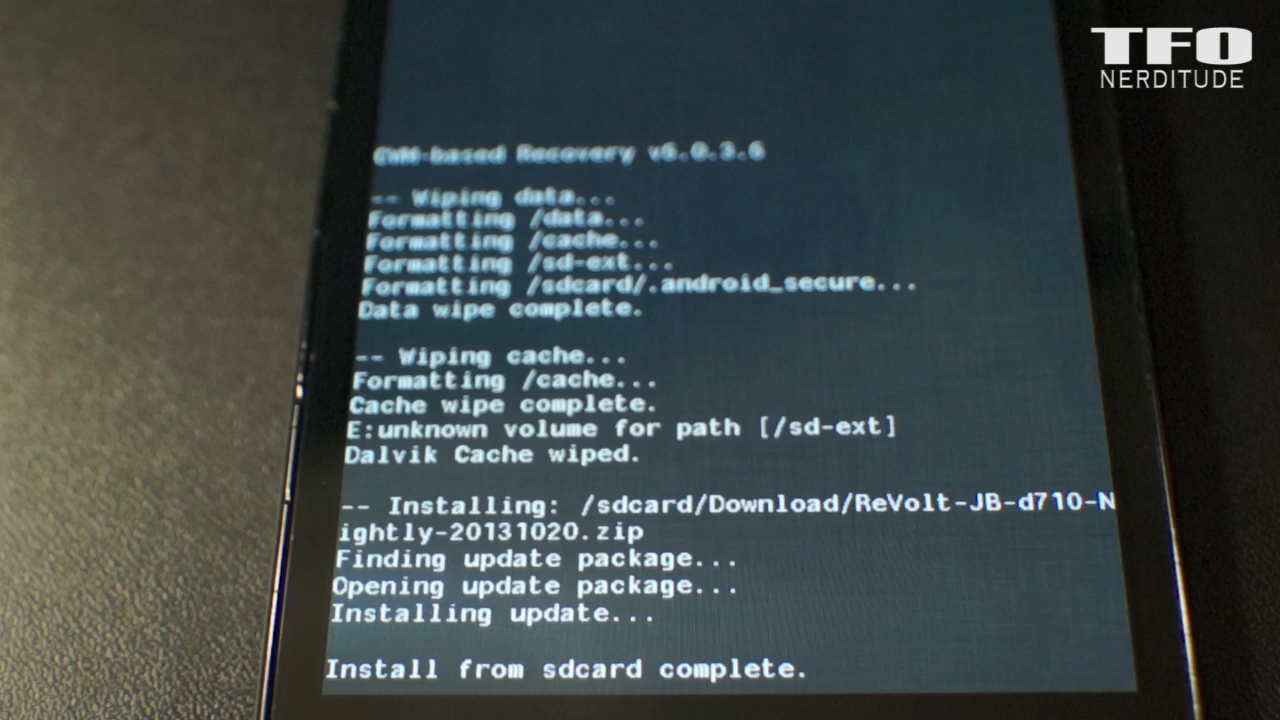 TFO
NERDITUDE
CWM-based Recovery v6.0.3.6
-- Wiping data...
Formatting /data...
Formatting /cache...
Formatting /sd-ext...
Formatting /sdcard/.android_secure...
Data wipe complete.
-- Wiping cache...
Formatting /cache...
Cache wipe complete.
E:unknown volume for path [/sd-ext]
Dalvik Cache wiped.
-- Installing: /sdcard/Download/ReVolt-JB-d710-N
ightly-20131020.zip
Finding update package...
Opening update package...
Installing update...
Install from sdcard complete.